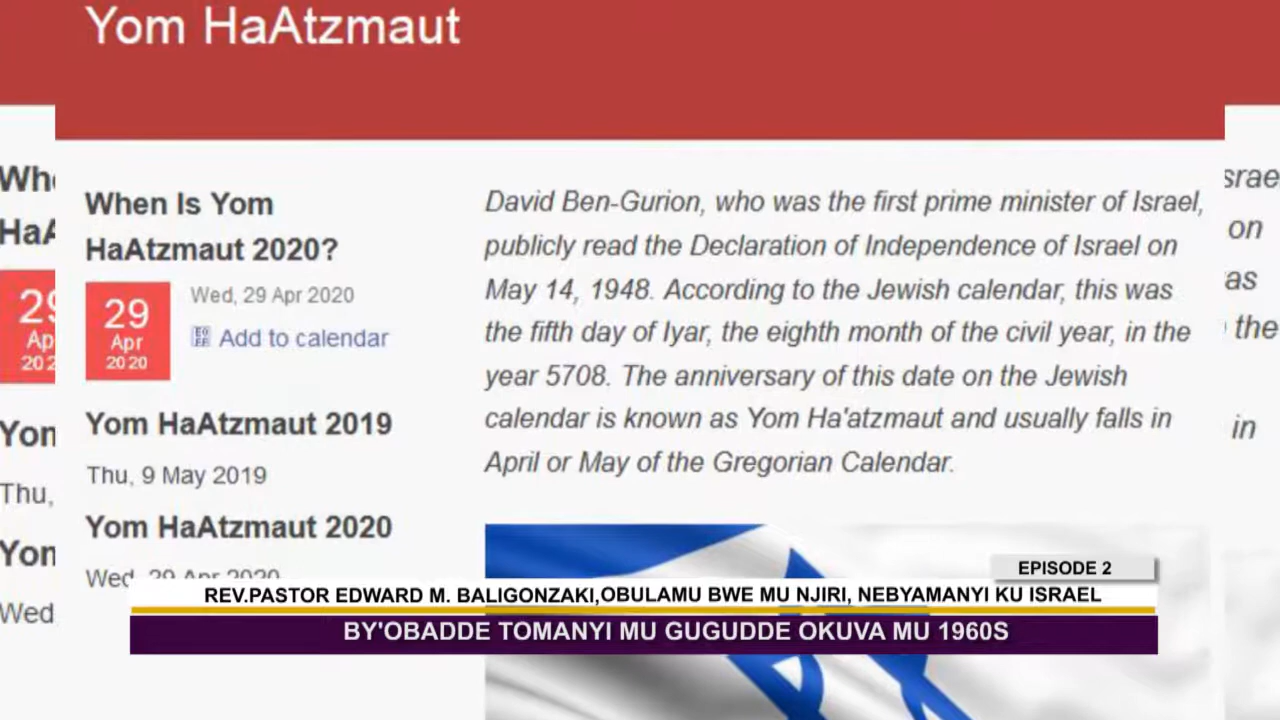 Yom HaAtzmaut
When Is Yom
HaAtzmaut 2020?
29
Apr
2020
Wed, 29 Apr 2020
Add to calendar
Yom HaAtzmaut 2019
Thu, 9 May 2019
Yom HaAtzmaut 2020
Wed, 29 Apr 2020
David Ben-Gurion, who was the first prime minister of Israel,
publicly read the Declaration of Independence of Israel on
May 14, 1948. According to the Jewish calendar, this was
the fifth day of Iyar, the eighth month of the civil year, in the
year 5708. The anniversary of this date on the Jewish
calendar is known as Yom Ha'atzmaut and usually falls in
April or May of the Gregorian Calendar.
EPISODE 2
REV.PASTOR EDWARD M. BALIGONZAKI,OBULAMU BWE MU NJIRI, NEBYAMANYI KU ISRAEL
BY'OBADDE TOMANYI MU GUGUDDE OKUVA MU 1960S